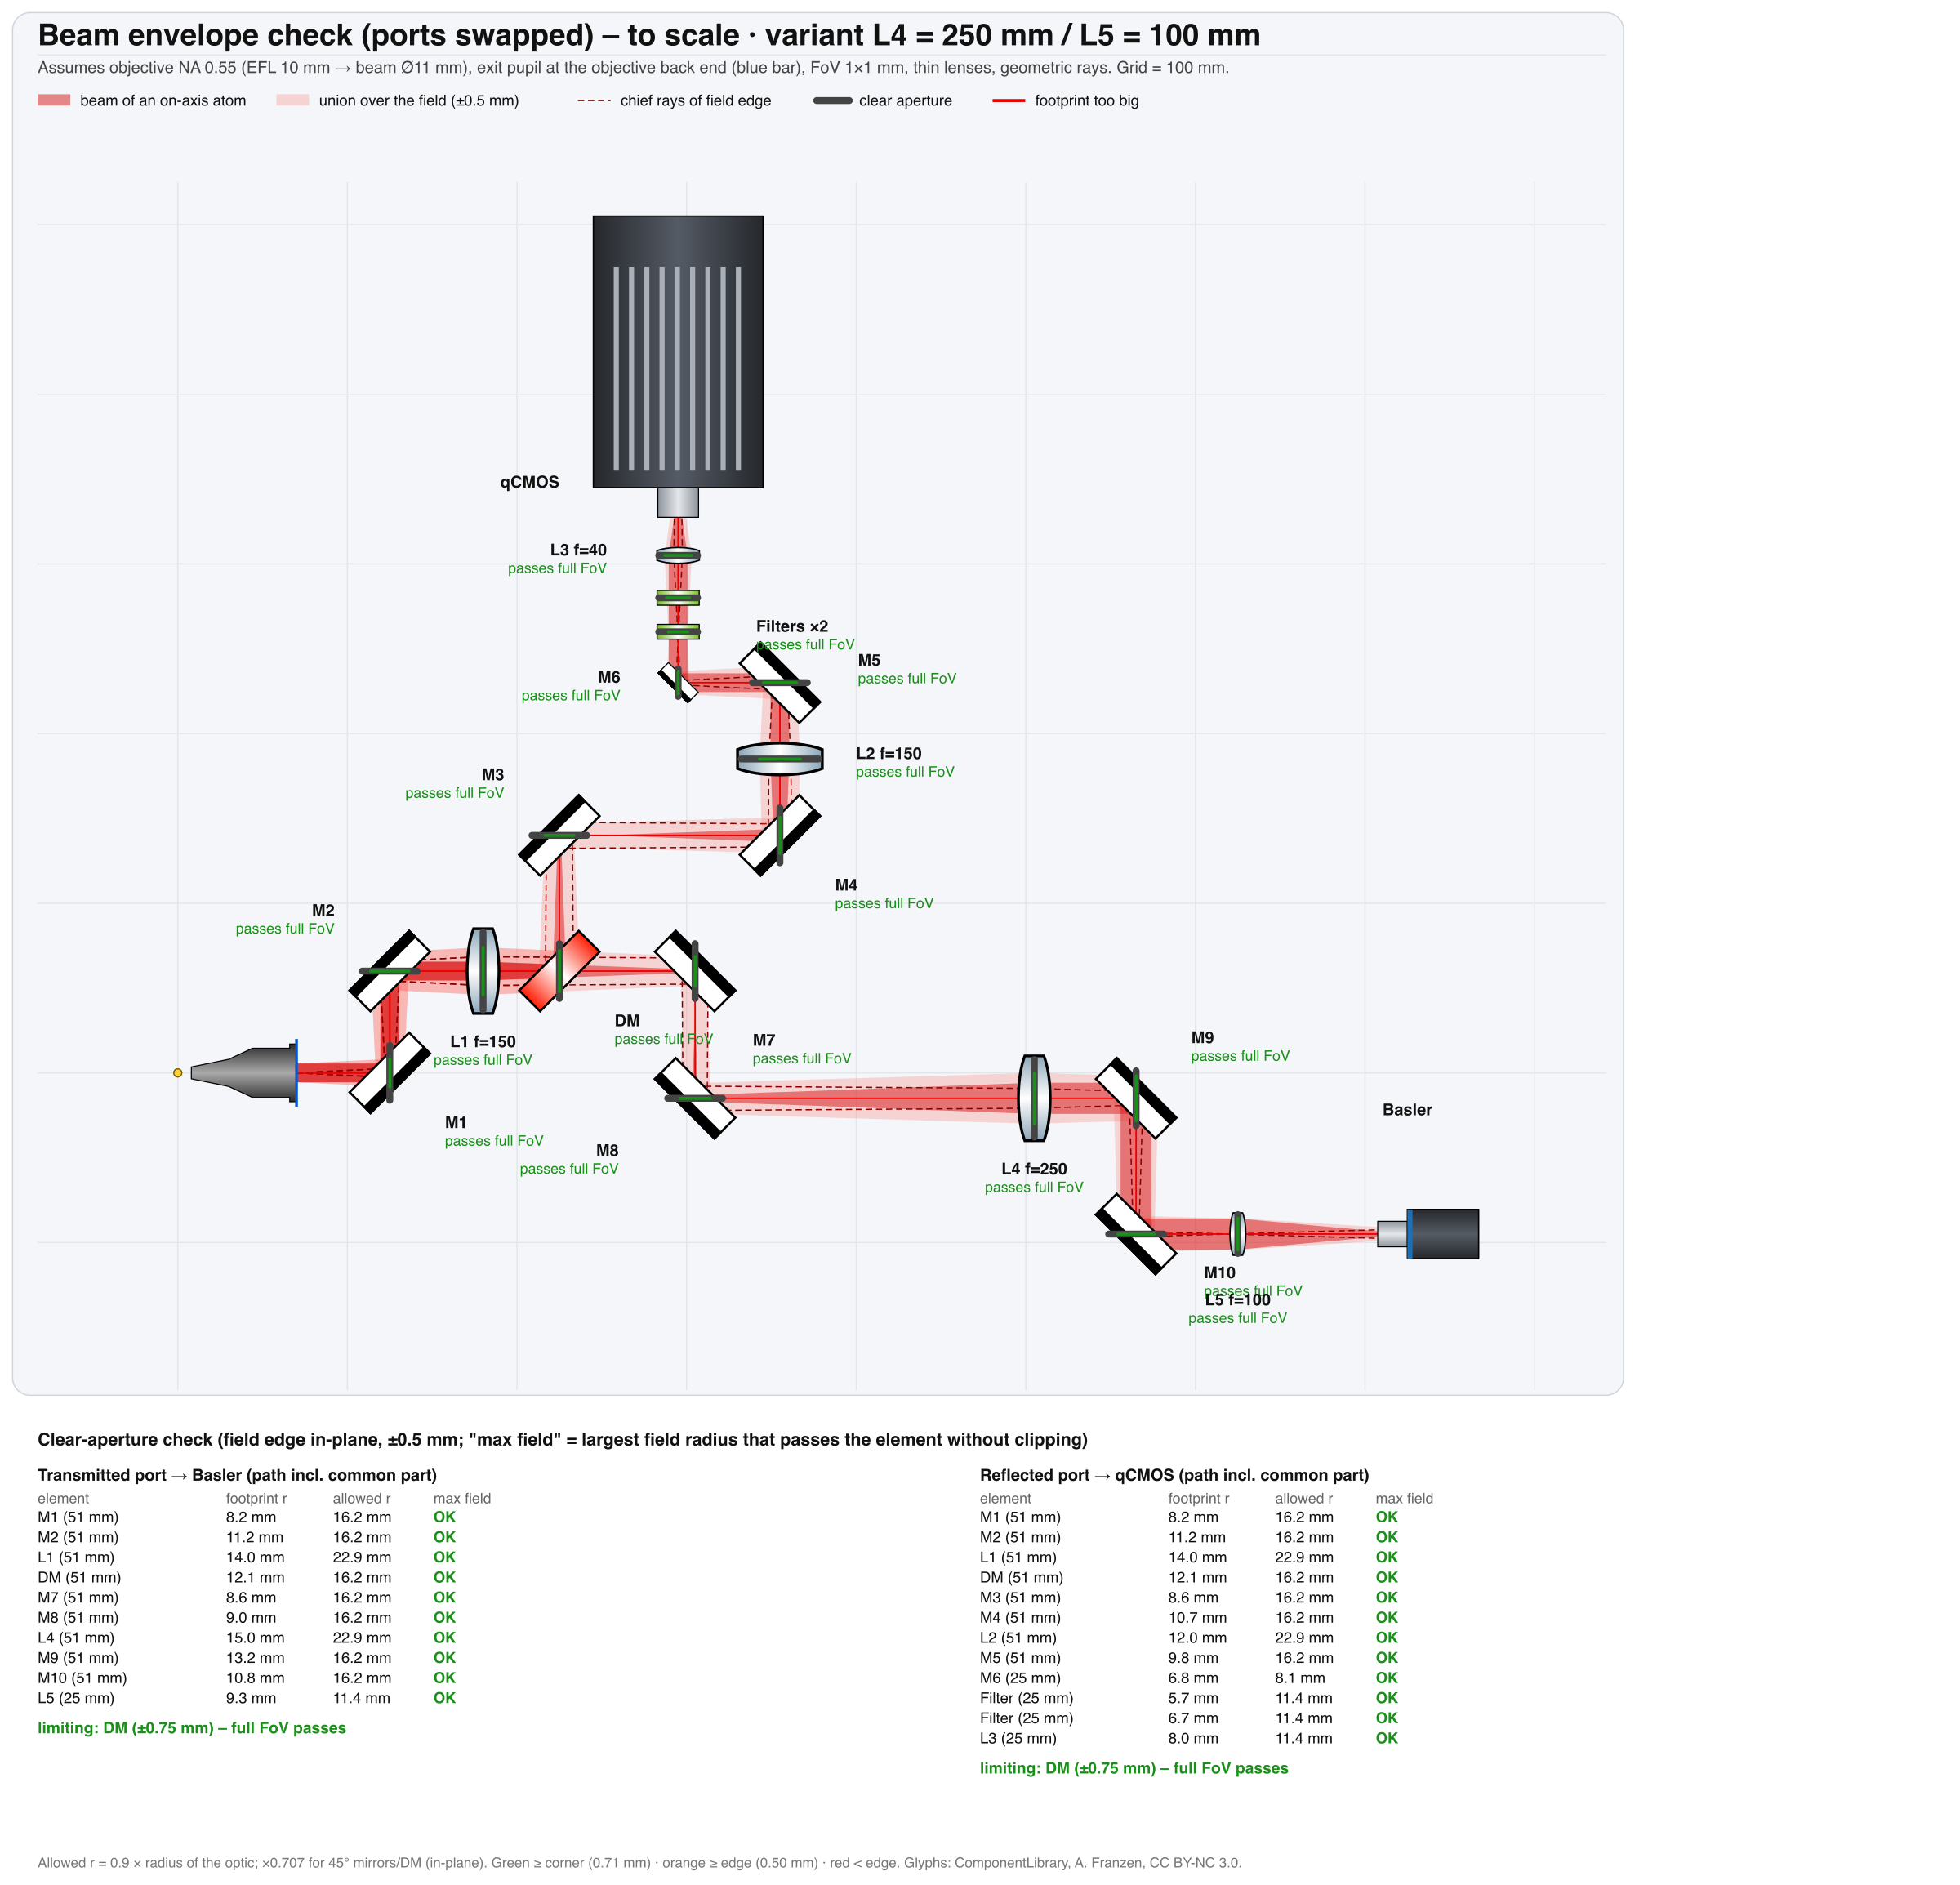 Beam envelope check (ports swapped) – to scale · variant L4 = 250 mm / L5 = 100 mm
Assumes objective NA 0.55 (EFL 10 mm → beam Ø11 mm), exit pupil at the objective back end (blue bar), FoV 1×1 mm, thin lenses, geometric rays. Grid = 100 mm.
beam of an on-axis atom
union over the field (±0.5 mm)
chief rays of field edge
clear aperture
footprint too big
qCMOS
L3 f=40
passes full FoV
Filters ×2
passes full FoV
M5
passes full FoV
M6
passes full FoV
L2 f=150
passes full FoV
M3
passes full FoV
M4
passes full FoV
M2
passes full FoV
DM
passes full FoV
L1 f=150
passes full FoV
M7
passes full FoV
M9
passes full FoV
Basler
M1
passes full FoV
M8
passes full FoV
L4 f=250
passes full FoV
M10
passes full FoV
L5 f=100
passes full FoV
Clear-aperture check (field edge in-plane, ±0.5 mm; "max field" = largest field radius that passes the element without clipping)
Transmitted port → Basler (path incl. common part)
element footprint r allowed r max field
M1 (51 mm) 8.2 mm 16.2 mm OK
M2 (51 mm) 11.2 mm 16.2 mm OK
L1 (51 mm) 14.0 mm 22.9 mm OK
DM (51 mm) 12.1 mm 16.2 mm OK
M7 (51 mm) 8.6 mm 16.2 mm OK
M8 (51 mm) 9.0 mm 16.2 mm OK
L4 (51 mm) 15.0 mm 22.9 mm OK
M9 (51 mm) 13.2 mm 16.2 mm OK
M10 (51 mm) 10.8 mm 16.2 mm OK
L5 (25 mm) 9.3 mm 11.4 mm OK
limiting: DM (±0.75 mm) – full FoV passes
Reflected port → qCMOS (path incl. common part)
element footprint r allowed r max field
M1 (51 mm) 8.2 mm 16.2 mm OK
M2 (51 mm) 11.2 mm 16.2 mm OK
L1 (51 mm) 14.0 mm 22.9 mm OK
DM (51 mm) 12.1 mm 16.2 mm OK
M3 (51 mm) 8.6 mm 16.2 mm OK
M4 (51 mm) 10.7 mm 16.2 mm OK
L2 (51 mm) 12.0 mm 22.9 mm OK
M5 (51 mm) 9.8 mm 16.2 mm OK
M6 (25 mm) 6.8 mm 8.1 mm OK
Filter (25 mm) 5.7 mm 11.4 mm OK
Filter (25 mm) 6.7 mm 11.4 mm OK
L3 (25 mm) 8.0 mm 11.4 mm OK
limiting: DM (±0.75 mm) – full FoV passes
Allowed r = 0.9 × radius of the optic; ×0.707 for 45° mirrors/DM (in-plane). Green ≥ corner (0.71 mm) · orange ≥ edge (0.50 mm) · red < edge. Glyphs: ComponentLibrary, A. Franzen, CC BY-NC 3.0.